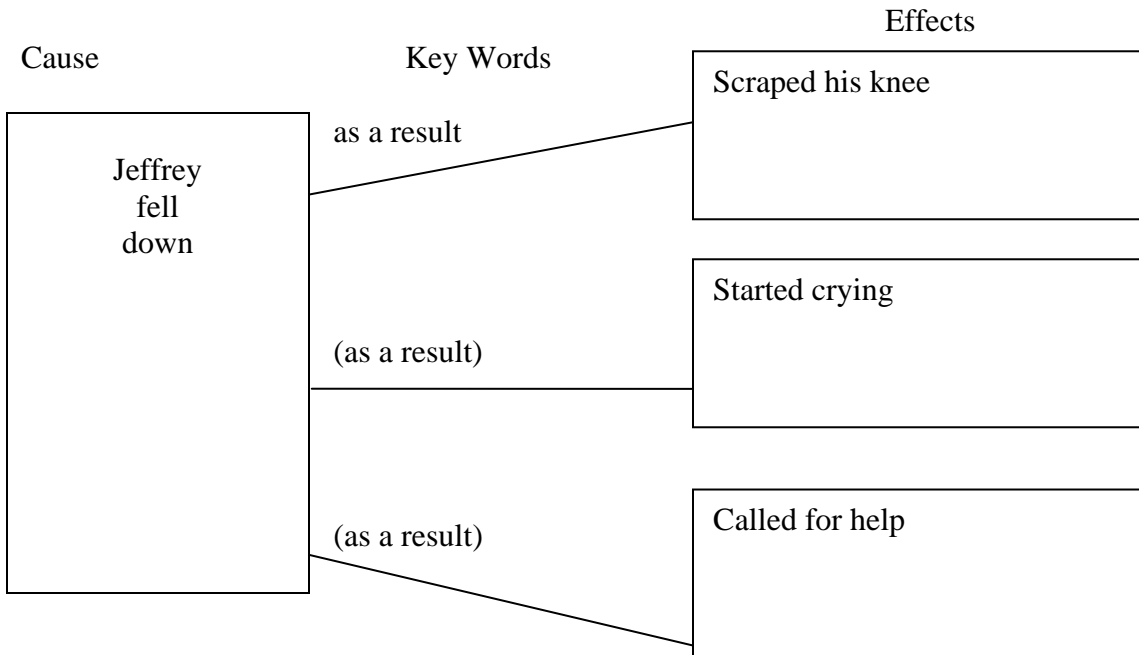 Effects
Cause
Key Words
Scraped his knee
as a result
Jeffrey
fell
down
Started crying
(as a result)
Called for help
(as a result)